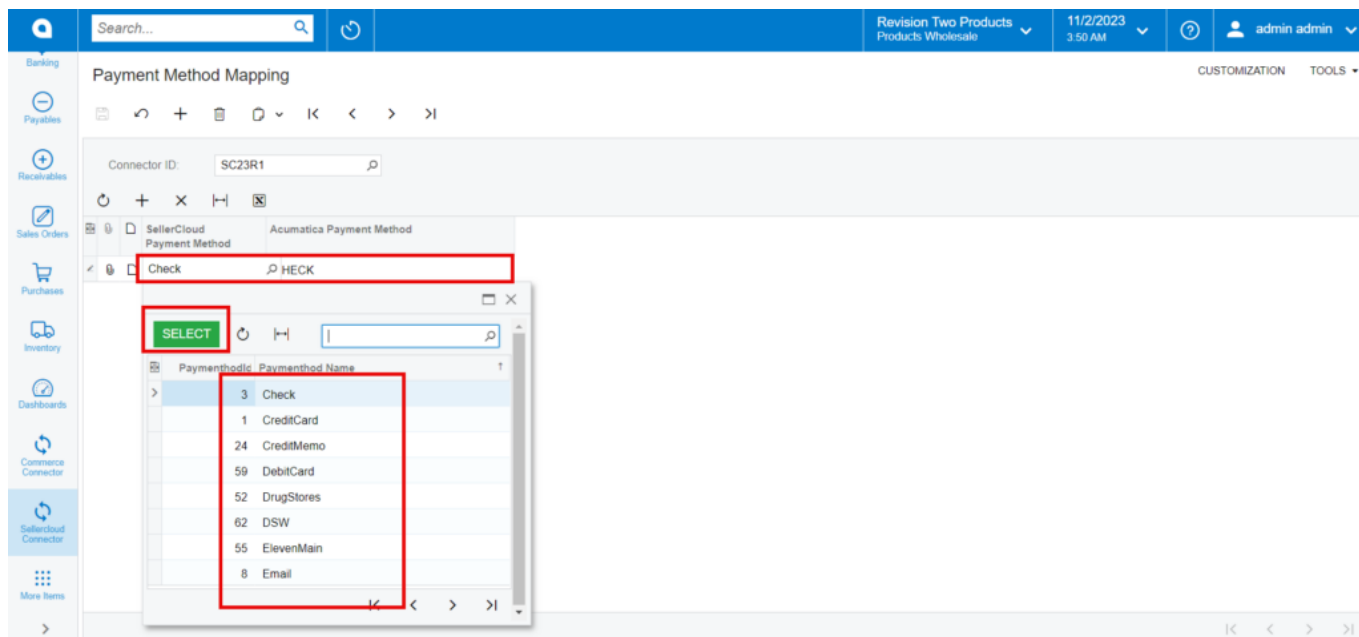 Search...
Revision Two Products
Products Wholesale
11/2/2023
3:50 AM
admin admin
Banking
Payables
Receivables
Sales Orders
Purchases
Inventory
Dashboards
Commerce
Connector
Sellercloud
Connector
More Items
Payment Method Mapping
CUSTOMIZATION TOOLS
Connector ID: SC23R1
SellerCloud
Payment Method
Acumatica Payment Method
Check HECK
SELECT
PaymenthodId Paymenthod Name
3 Check
1 CreditCard
24 CreditMemo
59 DebitCard
52 DrugStores
62 DSW
55 ElevenMain
8 Email